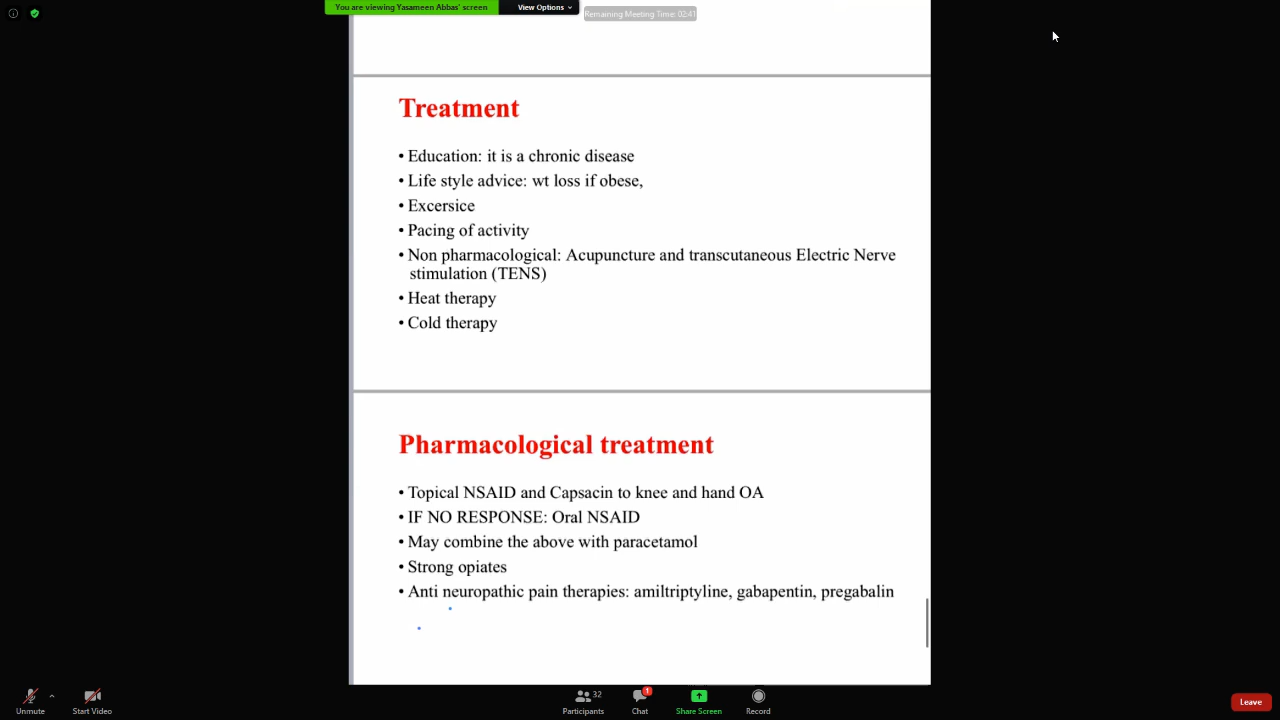 You are viewing Yasameen Abbas' screen
View Options
Remaining Meeting Time: 02:41
Treatment
• Education: it is a chronic disease
• Life style advice: wt loss if obese,
• Excersice
• Pacing of activity
• Non pharmacological: Acupuncture and transcutaneous Electric Nerve
stimulation (TENS)
• Heat therapy
• Cold therapy
Pharmacological treatment
• Topical NSAID and Capsacin to knee and hand OA
• IF NO RESPONSE: Oral NSAID
• May combine the above with paracetamol
• Strong opiates
• Anti neuropathic pain therapies: amiltriptyline, gabapentin, pregabalin
32
1
Unmute
Start Video
Participants
Chat
Share Screen
Record
Leave